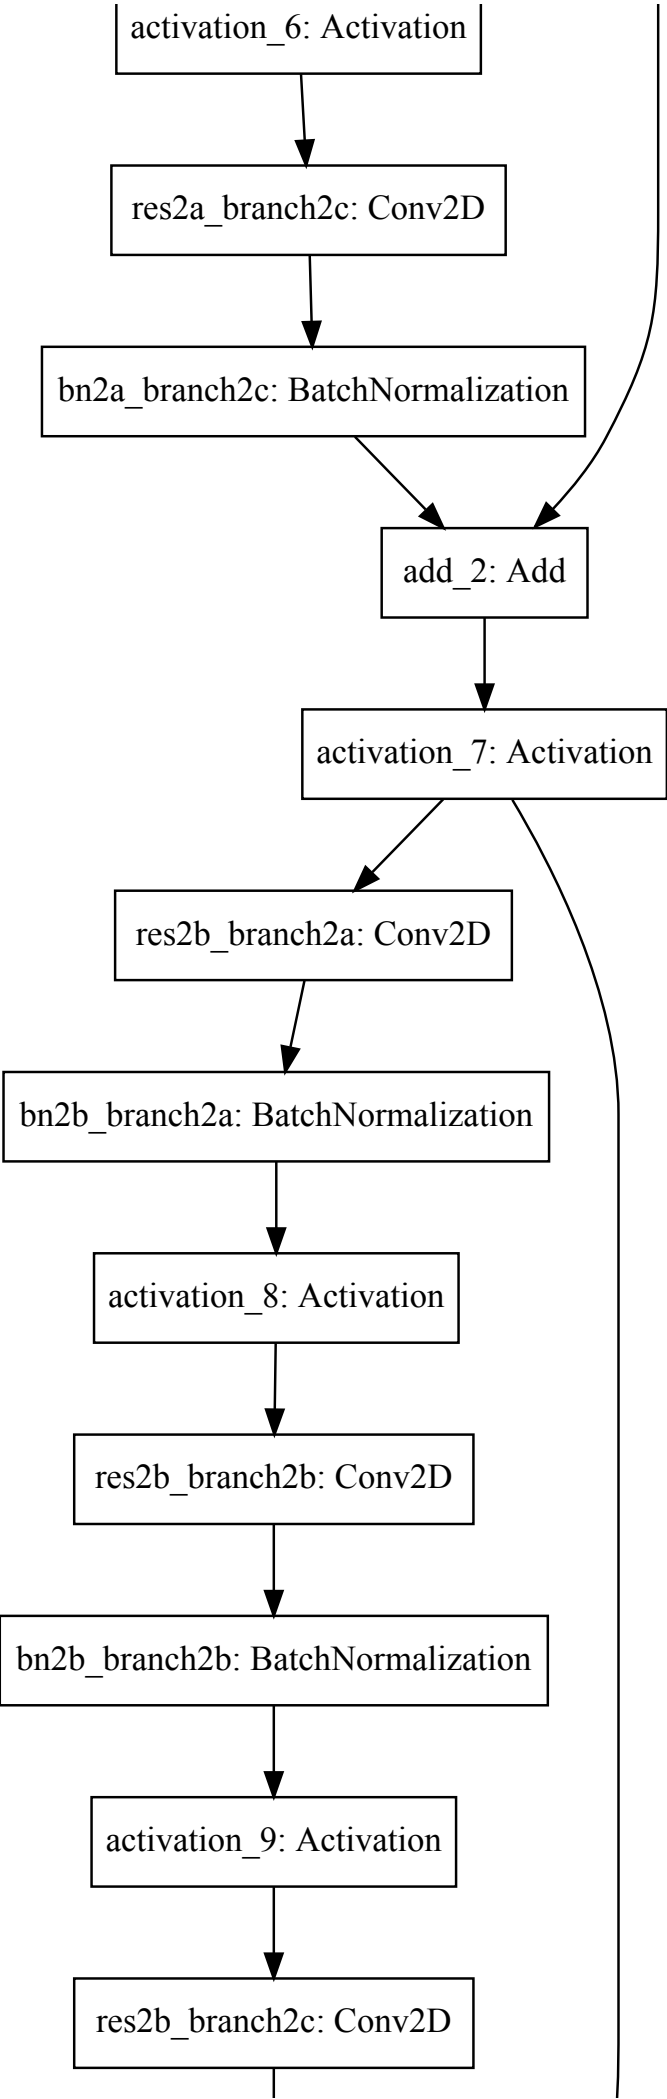 activation_6: Activation
res2a_branch2c: Conv2D
bn2a_branch2c: BatchNormalization
add_2: Add
activation_7: Activation
res2b_branch2a: Conv2D
bn2b_branch2a: BatchNormalization
activation_8: Activation
res2b_branch2b: Conv2D
bn2b_branch2b: BatchNormalization
activation_9: Activation
res2b_branch2c: Conv2D